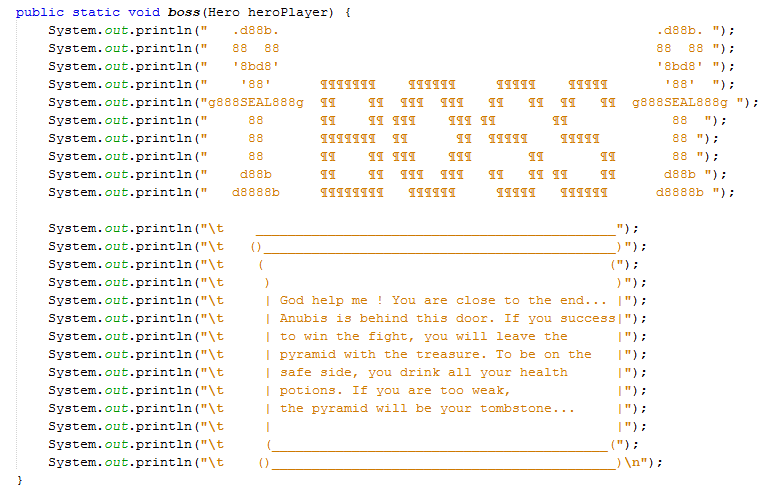 public static void boss(Hero heroPlayer) {
    System.out.println("   .d88b.                                               .d88b. ");
    System.out.println("   88  88                                               88  88 ");
    System.out.println("   '8bd8'                                               '8bd8' ");
    System.out.println("    '88'      ¶¶¶¶¶¶¶    ¶¶¶¶¶¶     ¶¶¶¶¶    ¶¶¶¶¶       '88'  ");
    System.out.println("g888SEAL888g  ¶¶    ¶¶  ¶¶¶  ¶¶¶   ¶¶   ¶¶  ¶¶   ¶¶  g888SEAL888g ");
    System.out.println("     88       ¶¶    ¶¶ ¶¶¶    ¶¶¶ ¶¶       ¶¶             88  ");
    System.out.println("     88       ¶¶¶¶¶¶¶  ¶¶      ¶¶  ¶¶¶¶¶    ¶¶¶¶¶         88 ");
    System.out.println("     88       ¶¶    ¶¶ ¶¶¶    ¶¶¶       ¶¶       ¶¶       88 ");
    System.out.println("    d88b      ¶¶    ¶¶  ¶¶¶  ¶¶¶   ¶¶   ¶¶ ¶¶    ¶¶      d88b ");
    System.out.println("   d8888b     ¶¶¶¶¶¶¶¶   ¶¶¶¶¶¶     ¶¶¶¶¶   ¶¶¶¶¶¶      d8888b ");
    System.out.println("\t    _____________________________________________");
    System.out.println("\t   ()____________________________________________)");
    System.out.println("\t    (                                           (");
    System.out.println("\t     )                                           )");
    System.out.println("\t     | God help me ! You are close to the end... |");
    System.out.println("\t     | Anubis is behind this door. If you success|");
    System.out.println("\t     | to win the fight, you will leave the      |");
    System.out.println("\t     | pyramid with the treasure. To be on the   |");
    System.out.println("\t     | safe side, you drink all your health      |");
    System.out.println("\t     | potions. If you are too weak,             |");
    System.out.println("\t     | the pyramid will be your tombstone...     |");
    System.out.println("\t     |                                           |");
    System.out.println("\t     (__________________________________________(");
    System.out.println("\t    ()___________________________________________)\n");
}